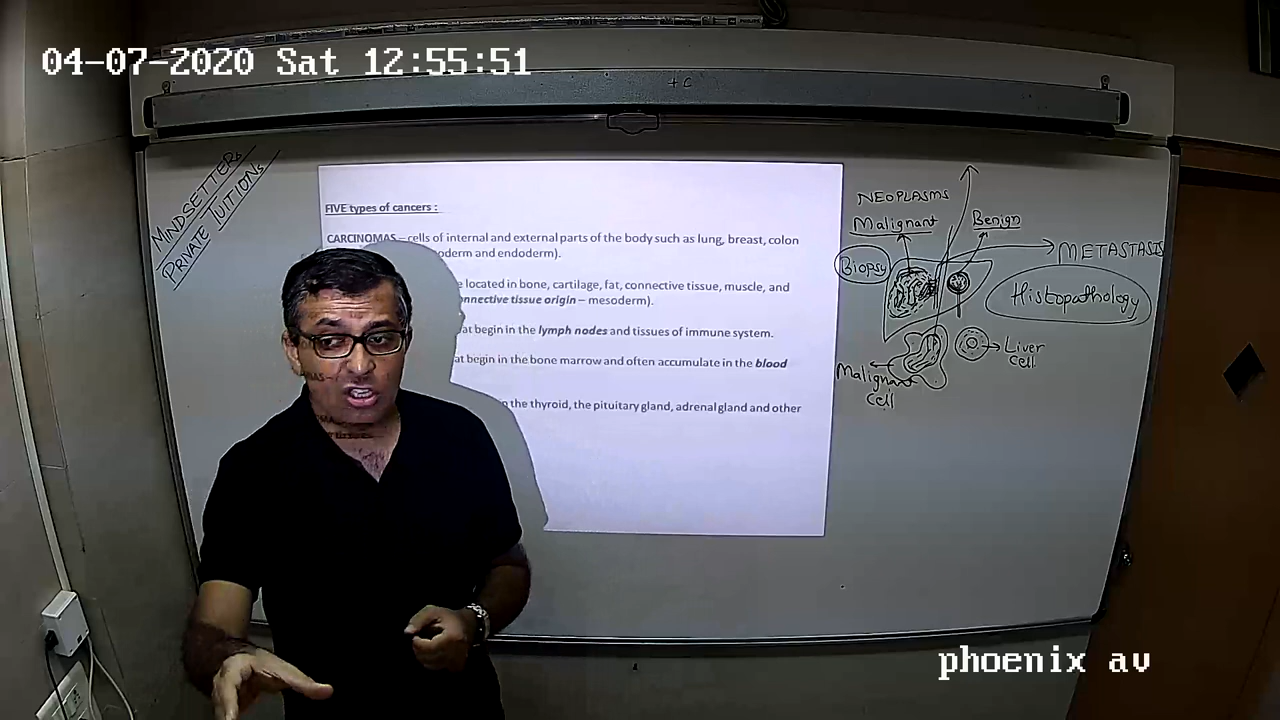 04-07-2020 Sat 12:55:51
+C
MINDSETTERS
PRIVATE TUITIONS
FIVE types of cancers :
CARCINOMAS – cells of internal and external parts of the body such as lung, breast, colon
oderm and endoderm).
e located in bone, cartilage, fat, connective tissue, muscle, and
nnective tissue origin – mesoderm).
at begin in the lymph nodes and tissues of immune system.
at begin in the bone marrow and often accumulate in the blood
n the thyroid, the pituitary gland, adrenal gland and other
NEOPLASMS
Malignant
Benign
METASTASIS
Biopsy
Histopathology
Liver
Cell
Malignant
Cell
phoenix av